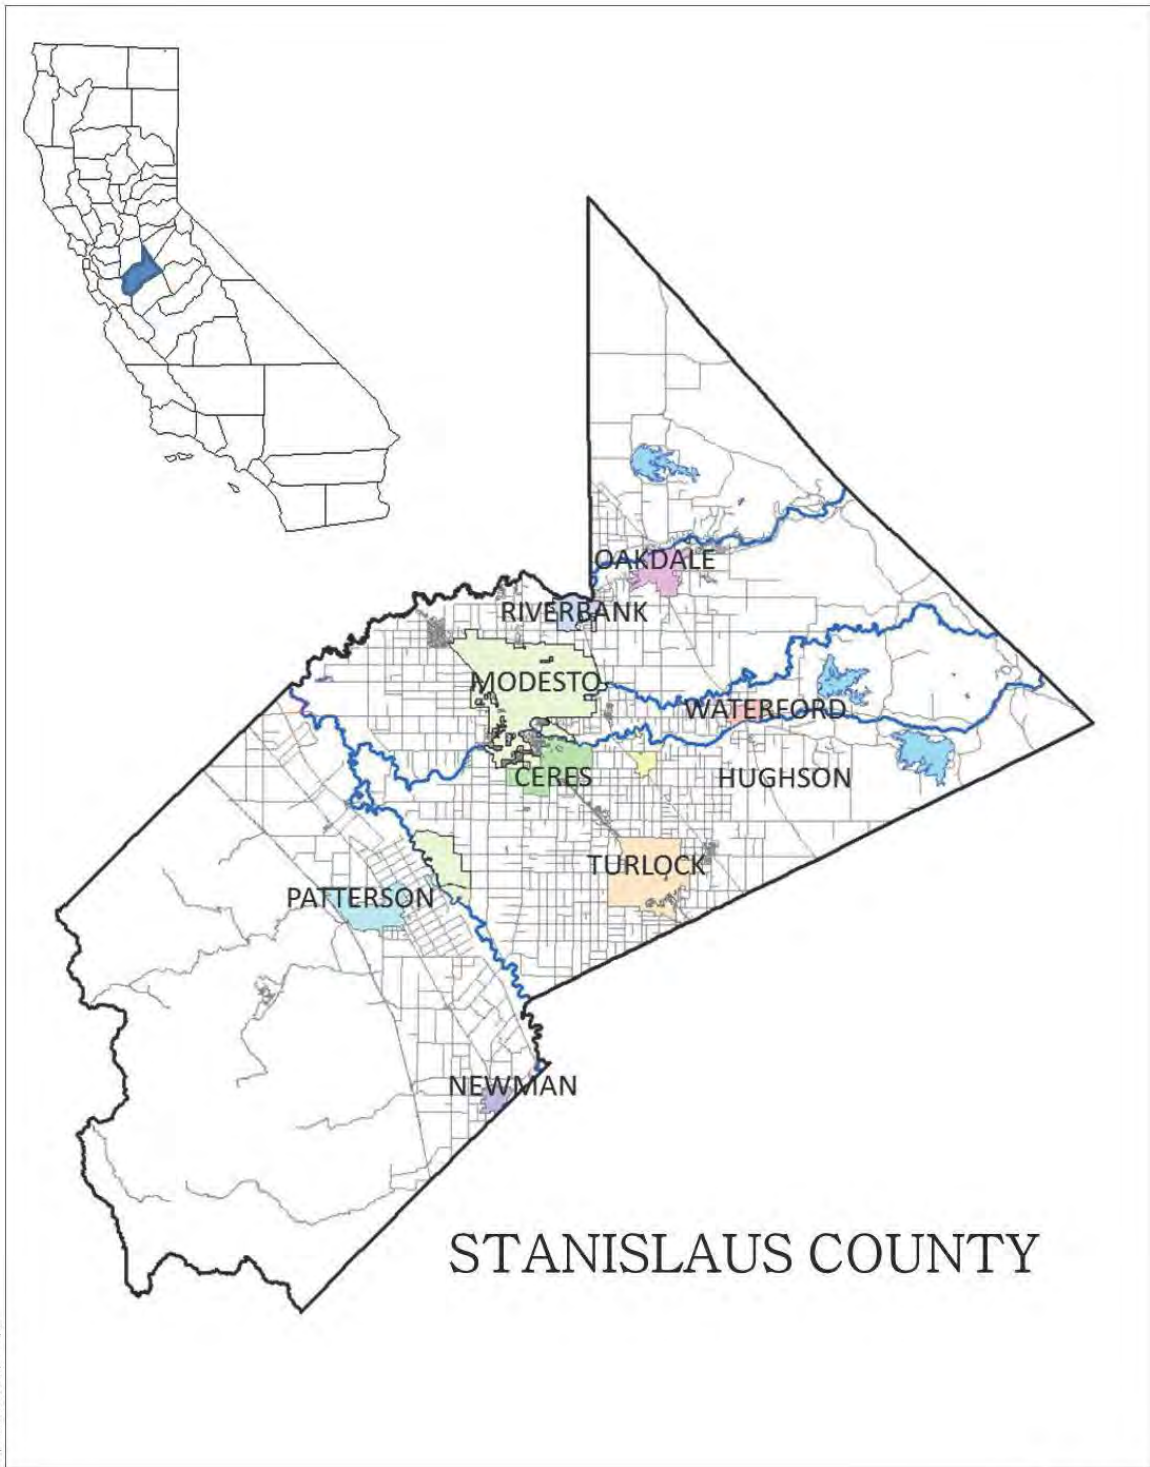 OAKDALE
RIVERBANK
MODESTO
WATERFORD
CERES
HUGHSON
TURLOCK
PATTERSON
NEWMAN
STANISLAUS COUNTY